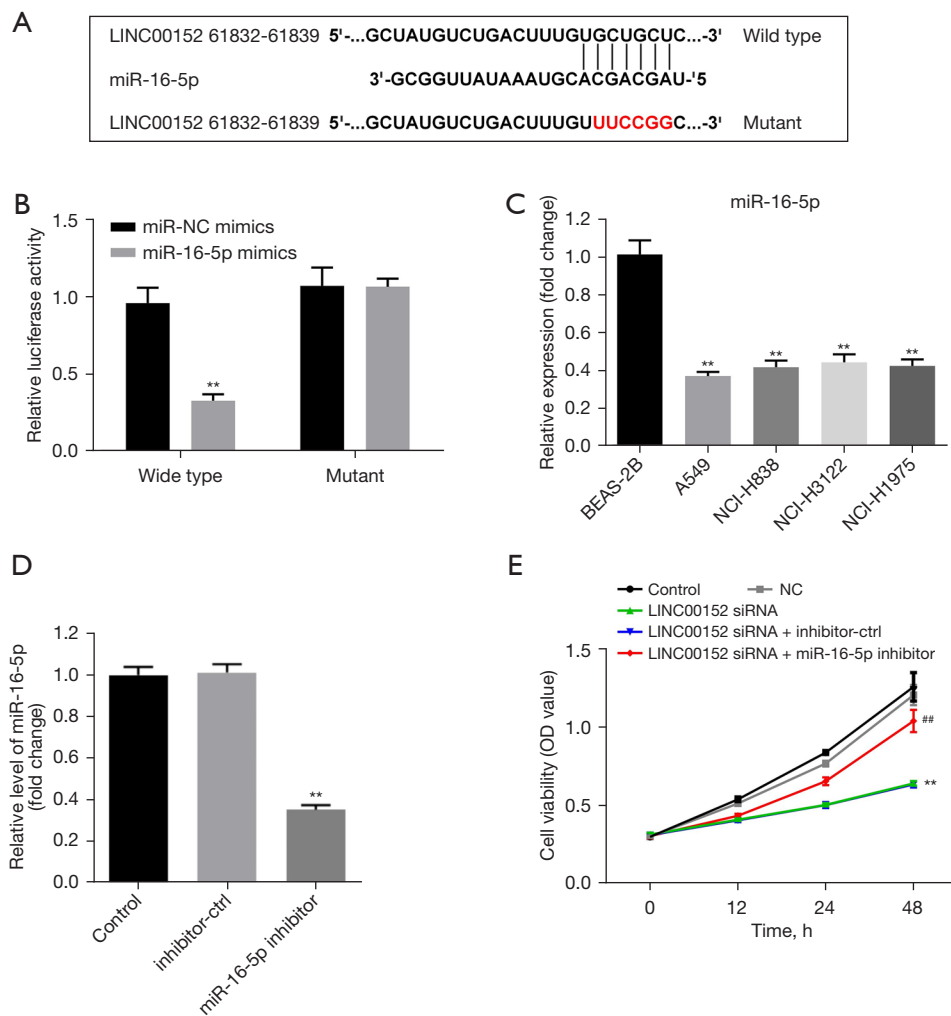 A
LINC00152 61832-61839 5'-...GCUAUGUCUGACUUUGUGCUGCUC...-3' Wild type
miR-16-5p 3'-GCGGUUAUAAAUGCACGACGAU-'5
LINC00152 61832-61839 5'-...GCUAUGUCUGACUUUGUUUCCGGC...-3' Mutant
B
Relative luciferase activity
1.5
1.0
0.5
0.0
miR-NC mimics
miR-16-5p mimics
**
Wide type Mutant
C
miR-16-5p
Relative expression (fold change)
1.2
1.0
0.8
0.6
0.4
0.2
0.0
** ** ** **
BEAS-2B
A549
NCI-H838
NCI-H3122
NCI-H1975
D
Relative level of miR-16-5p
(fold change)
1.2
1.0
0.8
0.6
0.4
0.2
0.0
**
Control
inhibitor-ctrl
miR-16-5p inhibitor
E
Control NC
LINC00152 siRNA
LINC00152 siRNA + inhibitor-ctrl
LINC00152 siRNA + miR-16-5p inhibitor
Cell viability (OD value)
1.5
1.0
0.5
0.0
##
**
0 12 24 48
Time, h